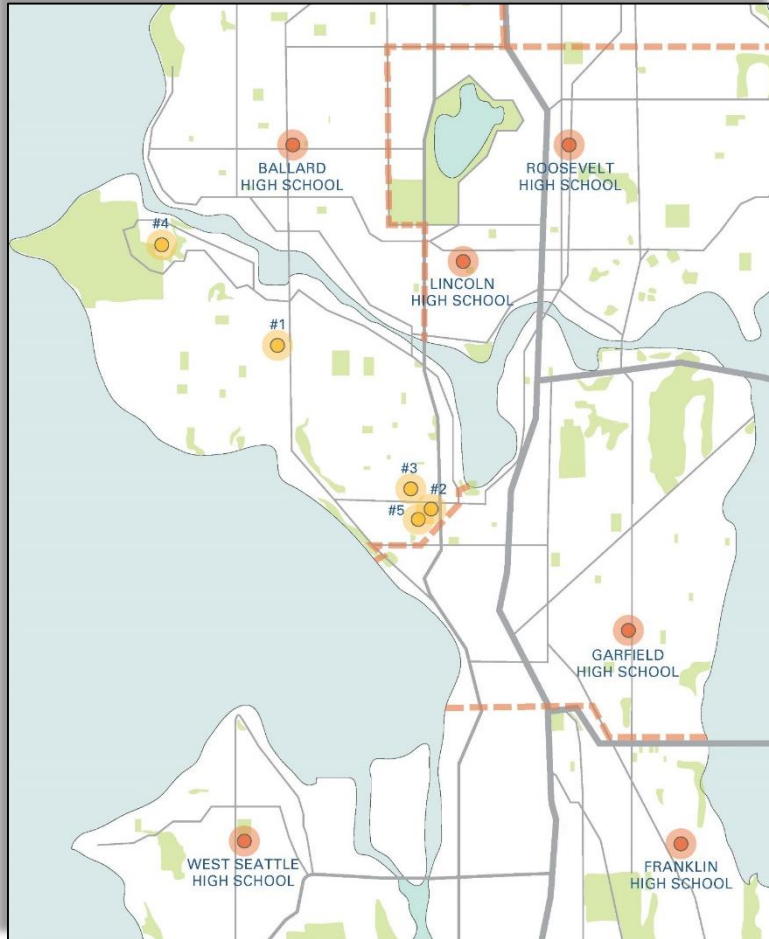 BALLARD
HIGH SCHOOL
ROOSEVELT
HIGH SCHOOL
#4
LINCOLN
HIGH SCHOOL
#1
#3
#2
#5
GARFIELD
HIGH SCHOOL
WEST SEATTLE
HIGH SCHOOL
FRANKLIN
HIGH SCHOOL